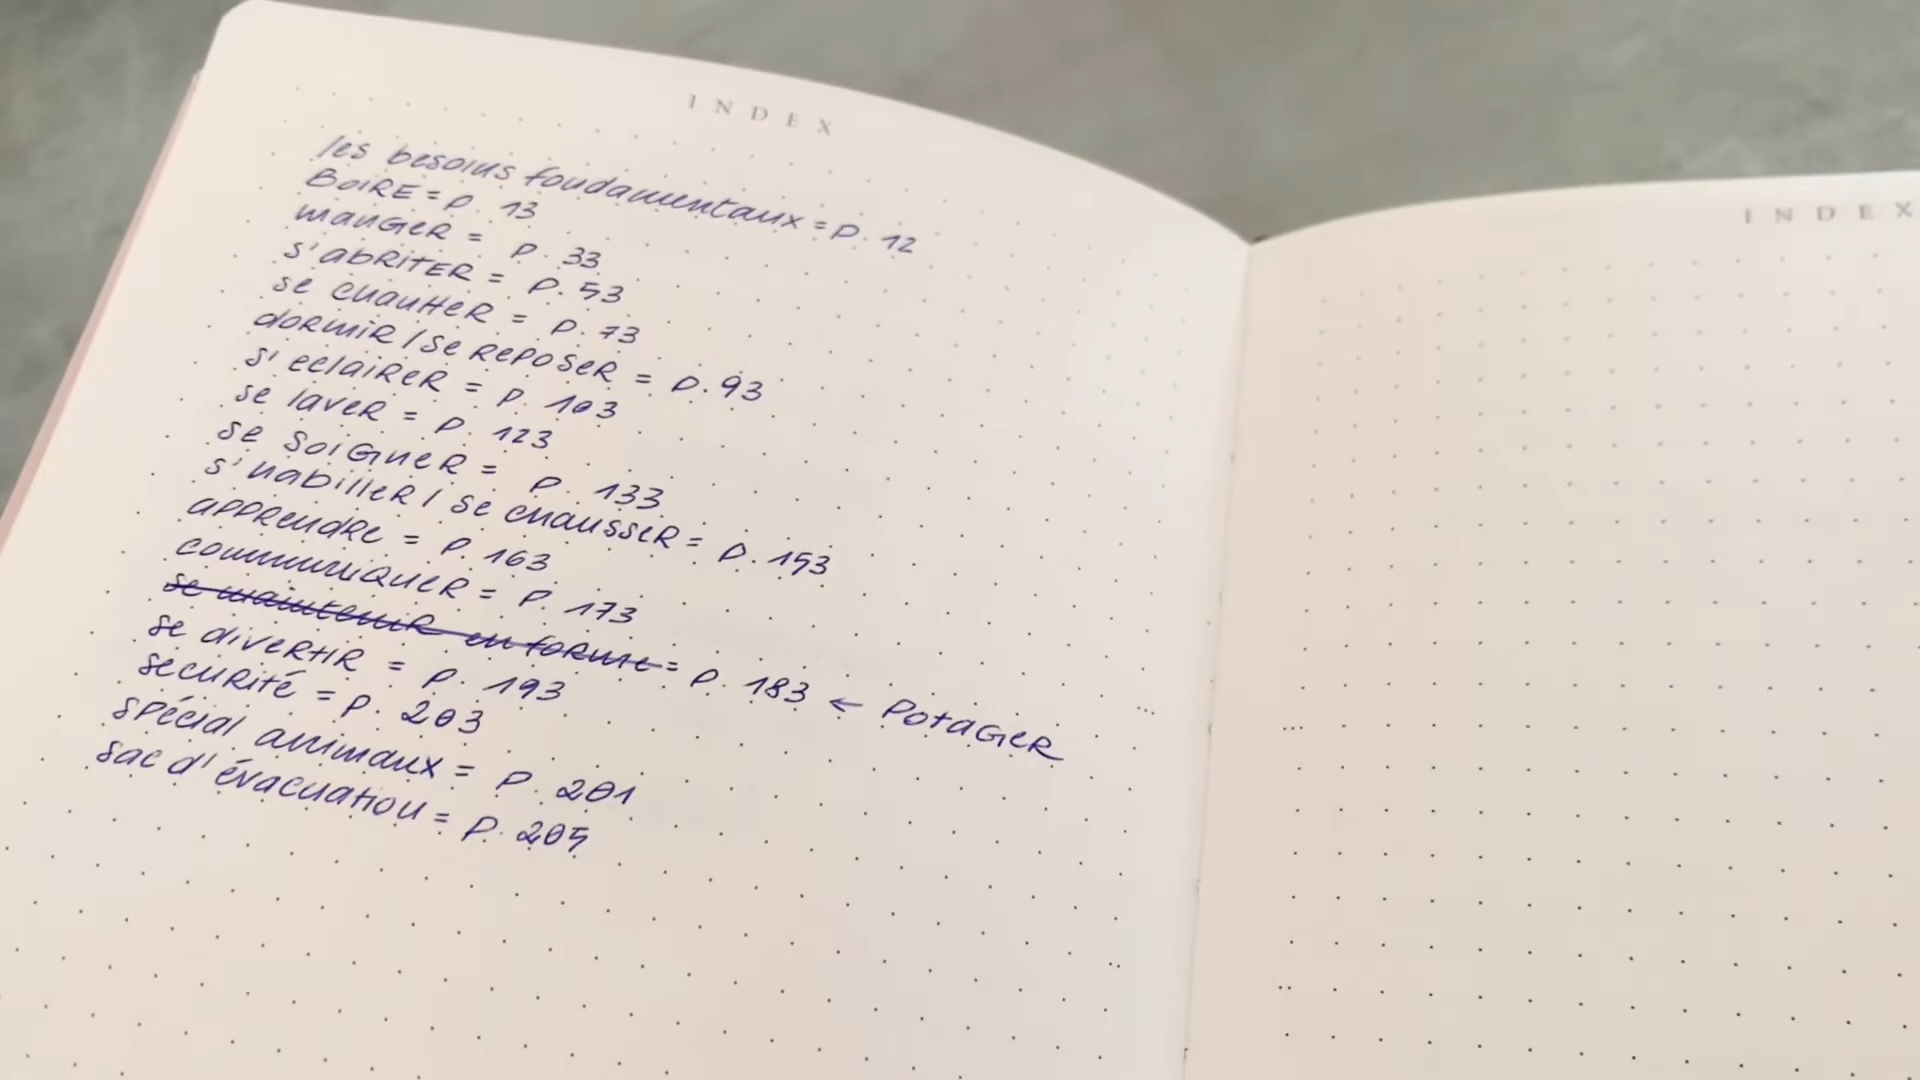 INDEX
les besoins fondamentaux = p. 12
BOIRE = p. 13
manGeR = p. 33
s'abRiTER = p. 53
se chauffeR = p. 73
dORmiR / se RePoseR = p. 93
s'eclaiReR = p. 103
se laveR = p. 123
se soiGneR = p. 133
s'habilleR / se chausseR = p. 153
appRendRe = p. 163
communiqueR = p. 173
se mainteniR en foRme = p. 183 ← PotaGeR
se diveRtiR = p. 193
secuRité = p. 203
spécial animaux = p. 201
sac d'évacuation = p. 205
INDEX